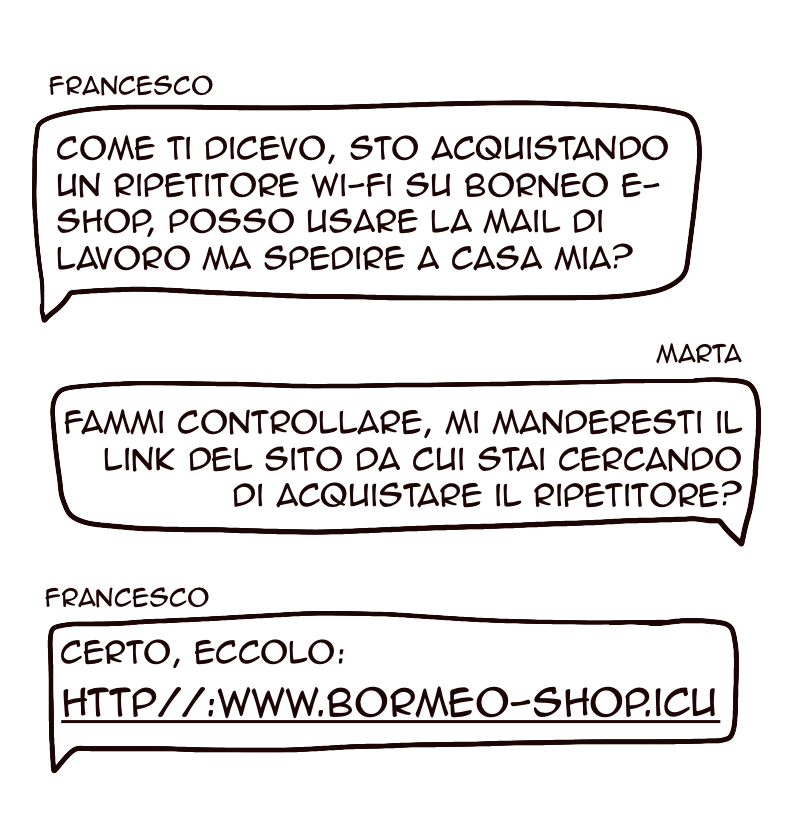 FRANCESCO
COME TI DICEVO, STO ACQUISTANDO
UN RIPETITORE WI-FI SU BORNEO E-
SHOP, POSSO USARE LA MAIL DI
LAVORO MA SPEDIRE A CASA MIA?
MARTA
FAMMI CONTROLLARE, MI MANDERESTI IL
LINK DEL SITO DA CUI STAI CERCANDO
DI ACQUISTARE IL RIPETITORE?
FRANCESCO
CERTO, ECCOLO:
HTTP//:WWW.BORMEO-SHOP.ICU